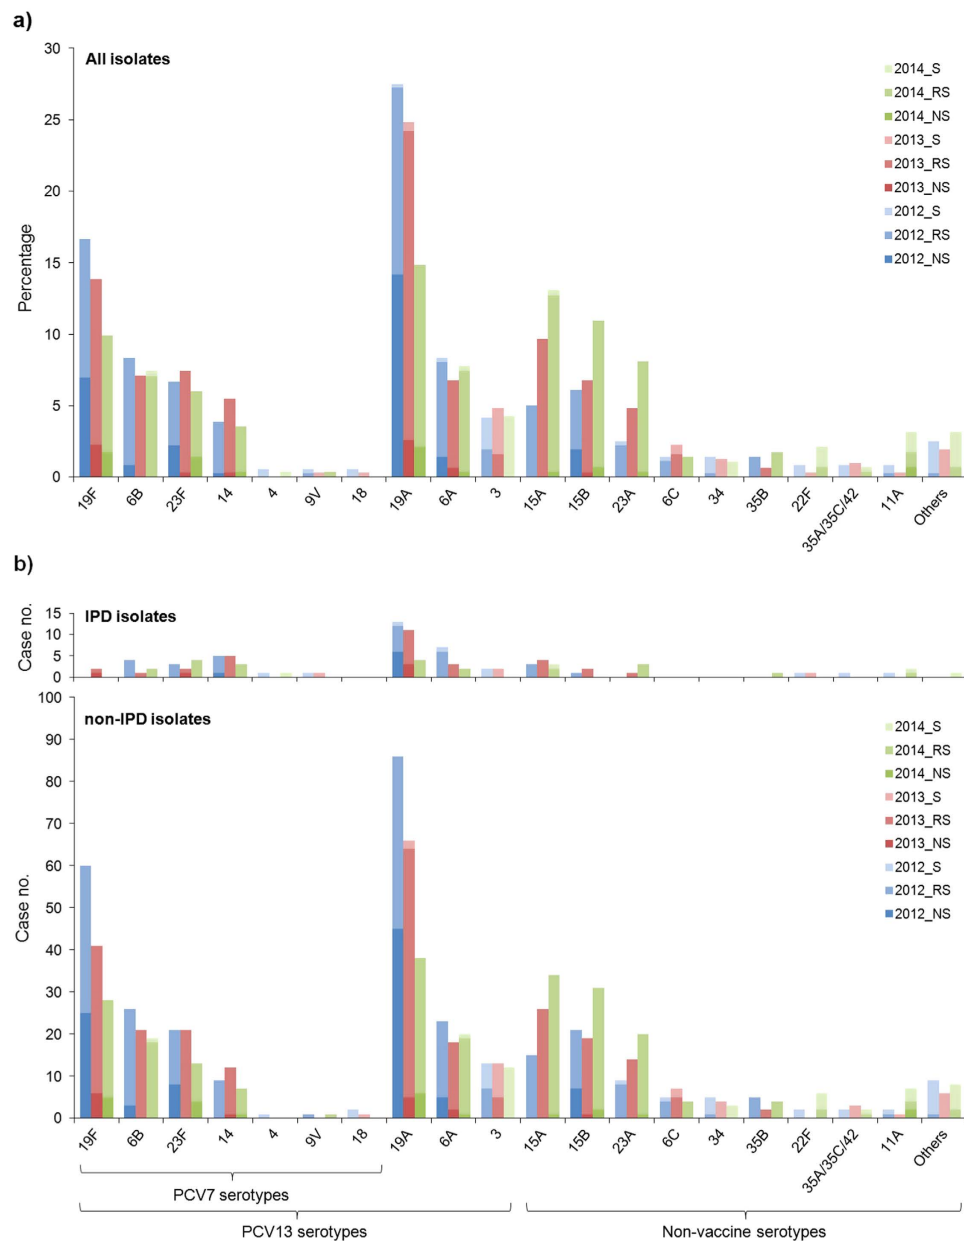 a)
All isolates
Percentage
30
25
20
15
10
5
0
2014_S
2014_RS
2014_NS
2013_S
2013_RS
2013_NS
2012_S
2012_RS
2012_NS
19F
6B
23F
14
4
9V
18
19A
6A
3
15A
15B
23A
6C
34
35B
22F
35A/35C/42
11A
Others
b)
IPD isolates
Case no.
15
10
5
0
non-IPD isolates
Case no.
100
90
80
70
60
50
40
30
20
10
0
2014_S
2014_RS
2014_NS
2013_S
2013_RS
2013_NS
2012_S
2012_RS
2012_NS
19F
6B
23F
14
4
9V
18
19A
6A
3
15A
15B
23A
6C
34
35B
22F
35A/35C/42
11A
Others
PCV7 serotypes
PCV13 serotypes
Non-vaccine serotypes